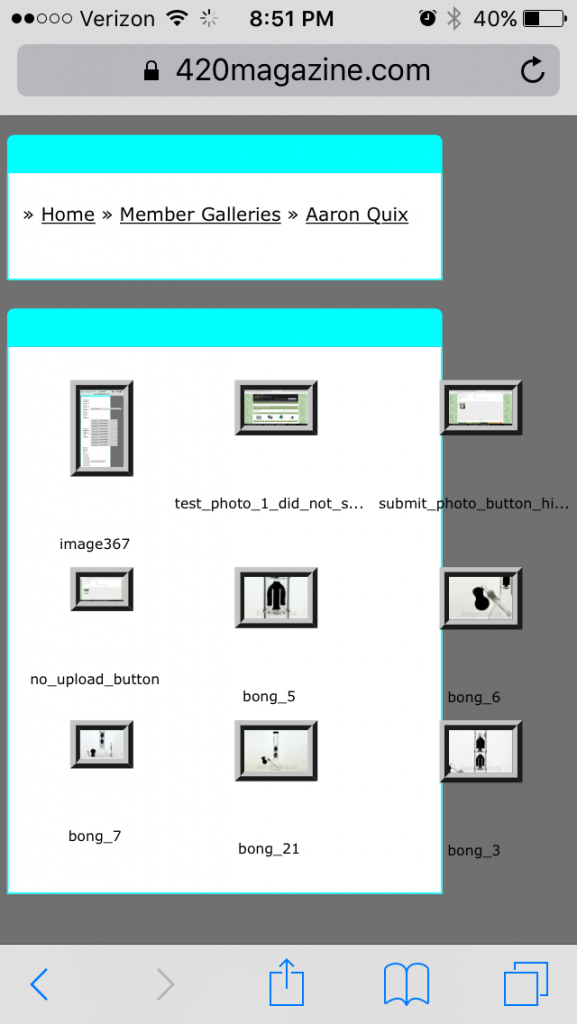 Verizon 8:51 PM 40%
420magazine.com
» Home » Member Galleries » Aaron Quix
test_photo_1_did_not_s... submit_photo_button_hi...
image367
no_upload_button
bong_5 bong_6
bong_7
bong_21 bong_3